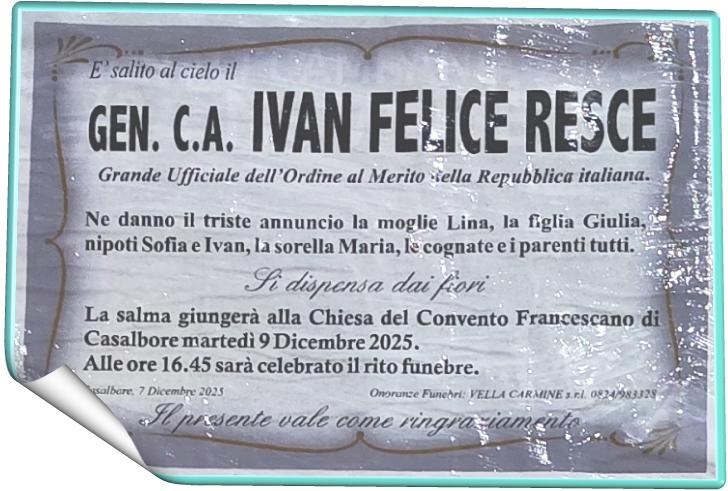 E' salito al cielo il
GEN. C.A. IVAN FELICE RESCE
Grande Ufficiale dell'Ordine al Merito della Repubblica italiana.
Ne danno il triste annuncio la moglie Lina, la figlia Giulia,
nipoti Sofia e Ivan, la sorella Maria, le cognate e i parenti tutti.
Si dispensa dai fiori
La salma giungerà alla Chiesa del Convento Francescano di
Casalbore martedì 9 Dicembre 2025.
Alle ore 16.45 sarà celebrato il rito funebre.
Casalbore, 7 Dicembre 2025 Onoranze Funebri: VELLA CARMINE s.r.l. 0824/983328
Il presente vale come ringraziamento